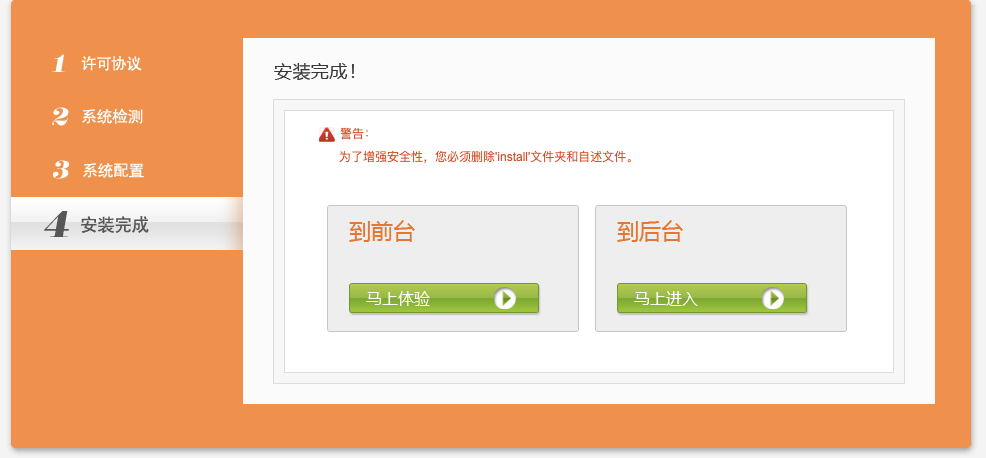 1 许可协议
2 系统检测
3 系统配置
4 安装完成
安装完成！
警告：
为了增强安全性，您必须删除'install'文件夹和自述文件。
到前台
马上体验
到后台
马上进入